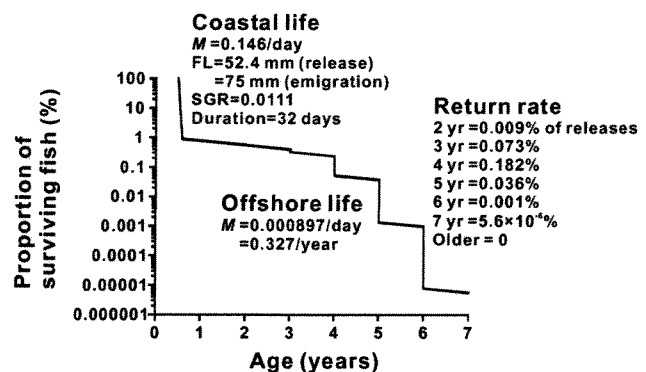 Coastal life
M =0.146/day
FL=52.4 mm (release)
=75 mm (emigration)
SGR=0.0111
Duration=32 days
Return rate
2 yr =0.009% of releases
3 yr =0.073%
4 yr =0.182%
5 yr =0.036%
6 yr =0.001%
7 yr =5.6×10⁻⁶%
Older = 0
Offshore life
M =0.000897/day
=0.327/year
Proportion of
surviving fish (%)
100
10
1
0.1
0.01
0.001
0.0001
0.00001
0.000001
0 1 2 3 4 5 6 7
Age (years)